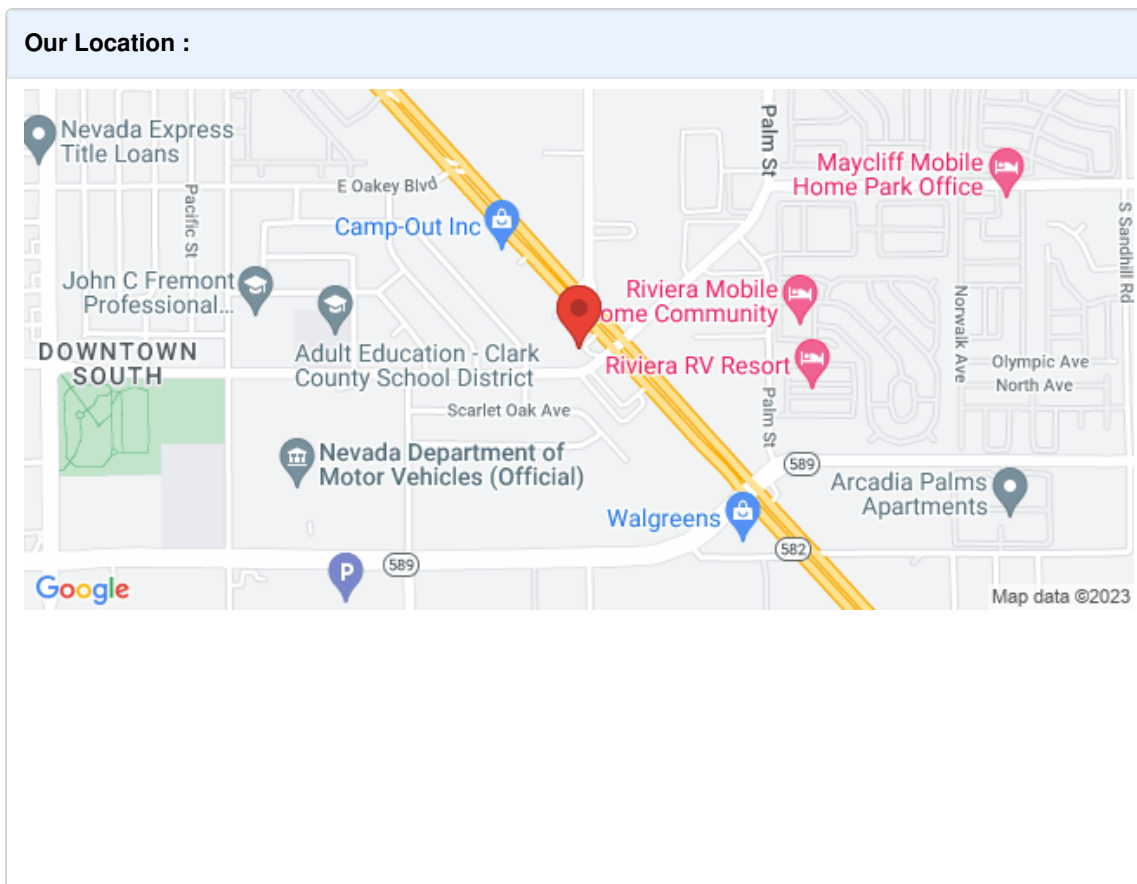 Our Location :
Nevada Express
Title Loans
Palm St
Maycliff Mobile
Home Park Office
E Oakey Blvd
Pacific St
Camp-Out Inc
S Sandhill Rd
John C Fremont
Professional...
Riviera Mobile
ome Community
Norwalk Ave
DOWNTOWN
SOUTH
Adult Education - Clark
County School District
Riviera RV Resort
Olympic Ave
North Ave
Scarlet Oak Ave
Palm St
Nevada Department of
Motor Vehicles (Official)
589
Arcadia Palms
Apartments
Walgreens
582
589
P
Google
Map data ©2023